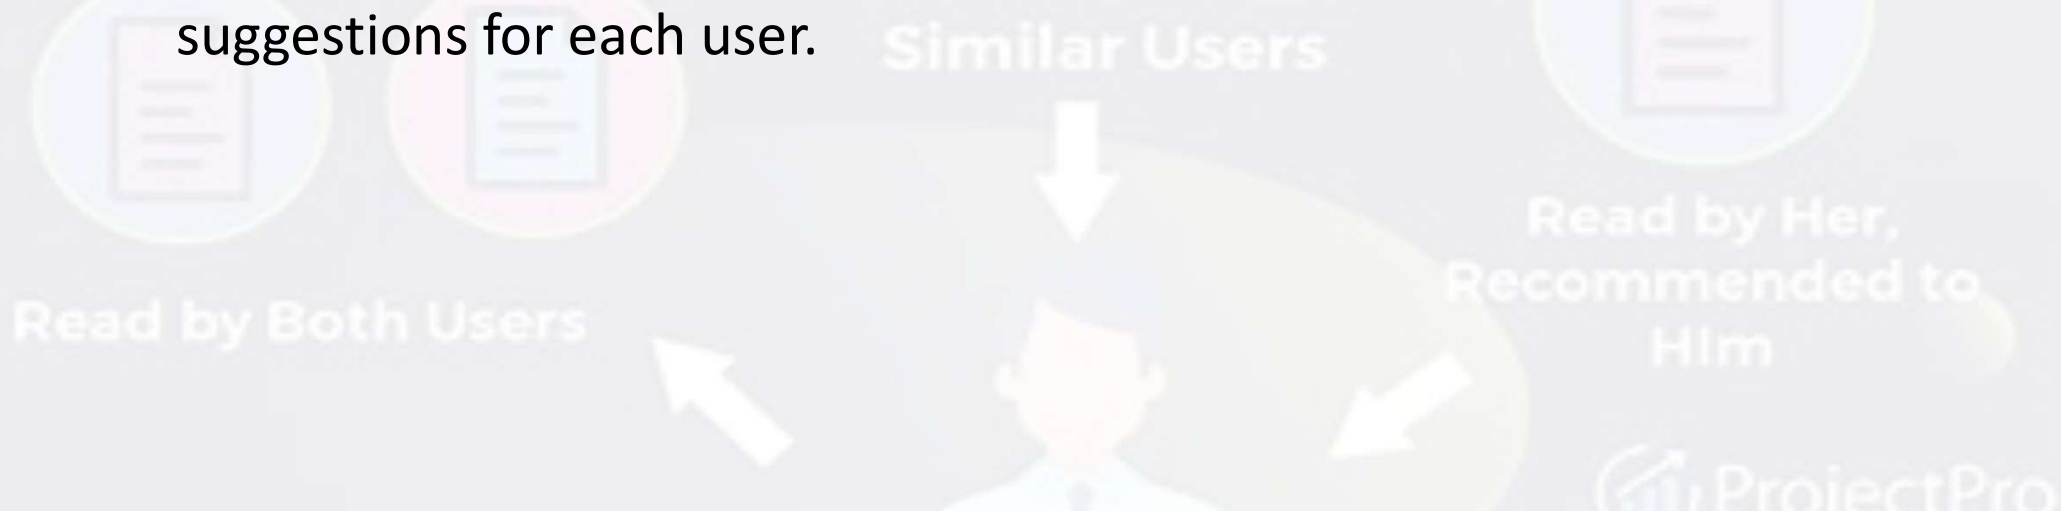 suggestions for each user.
Similar Users
Read by Her,
Recommended to
HIm
Read by Both Users
ProjectPro